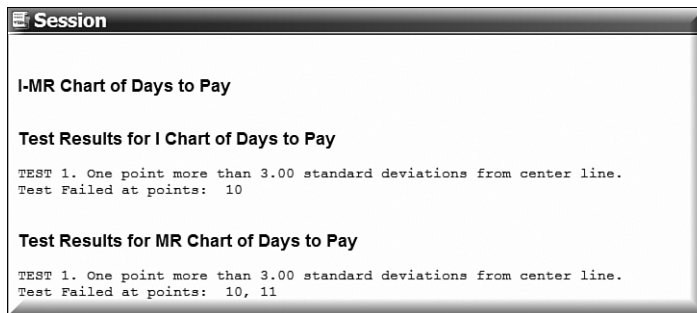 Session
I-MR Chart of Days to Pay
Test Results for I Chart of Days to Pay
TEST 1. One point more than 3.00 standard deviations from center line.
Test Failed at points:  10
Test Results for MR Chart of Days to Pay
TEST 1. One point more than 3.00 standard deviations from center line.
Test Failed at points:  10, 11